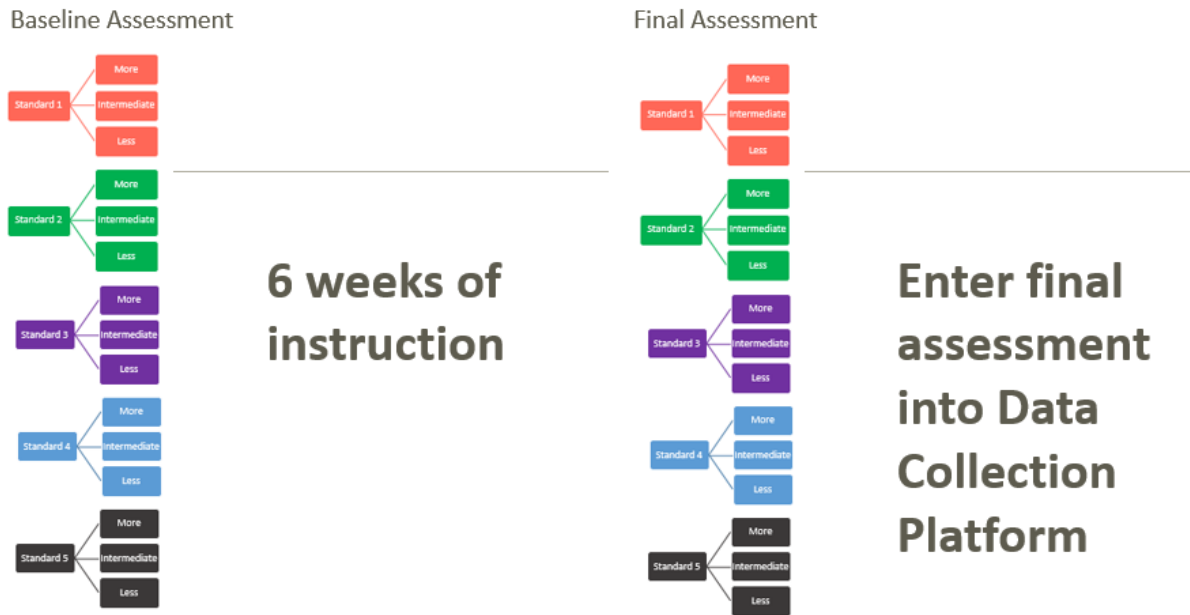 Baseline Assessment
More
Standard 1
Intermediate
Less
More
Standard 2
Intermediate
Less
More
Standard 3
Intermediate
Less
More
Standard 4
Intermediate
Less
More
Standard 5
Intermediate
Less
6 weeks of
instruction
Final Assessment
More
Standard 1
Intermediate
Less
More
Standard 2
Intermediate
Less
More
Standard 3
Intermediate
Less
More
Standard 4
Intermediate
Less
More
Standard 5
Intermediate
Less
Enter final
assessment
into Data
Collection
Platform